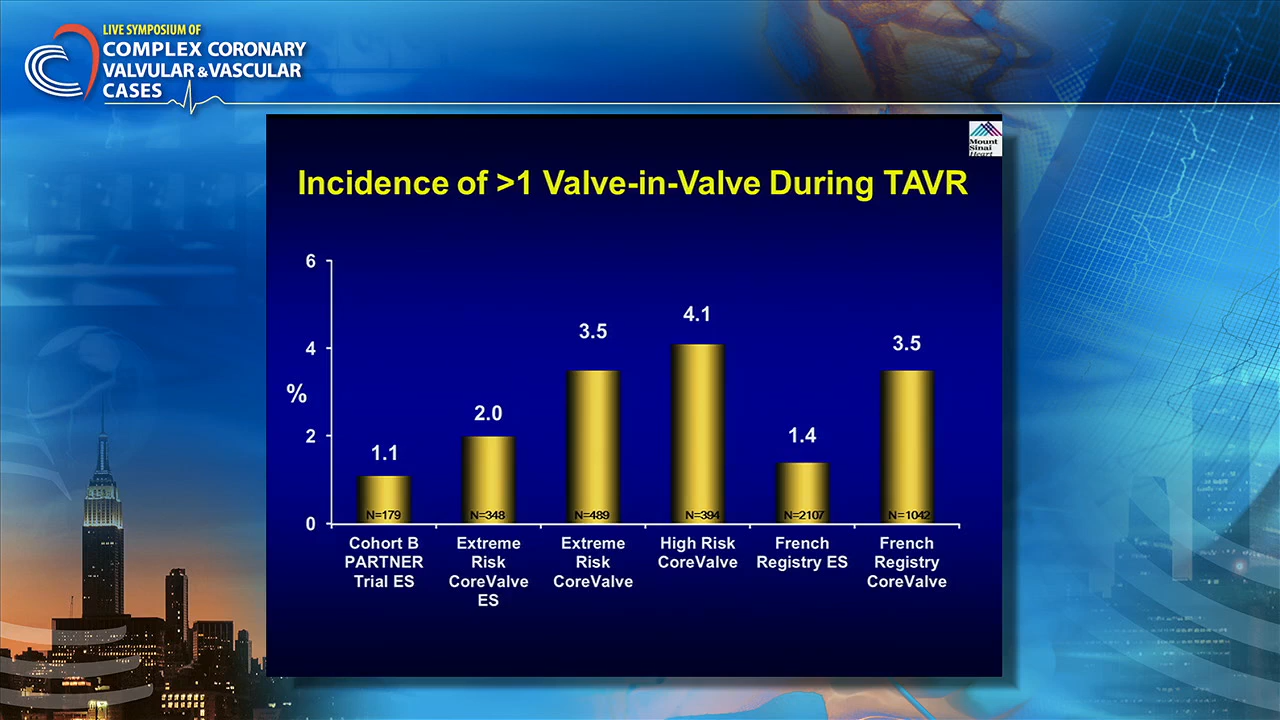 LIVE SYMPOSIUM OF
COMPLEX CORONARY
VALVULAR & VASCULAR
CASES
Mount
Sinai
Heart
Incidence of >1 Valve-in-Valve During TAVR
6
4
%
2
0
1.1
2.0
3.5
4.1
1.4
3.5
N=179
N=348
N=489
N=394
N=2107
N=1042
Cohort B
PARTNER
Trial ES
Extreme
Risk
CoreValve
ES
Extreme
Risk
CoreValve
High Risk
CoreValve
French
Registry ES
French
Registry
CoreValve